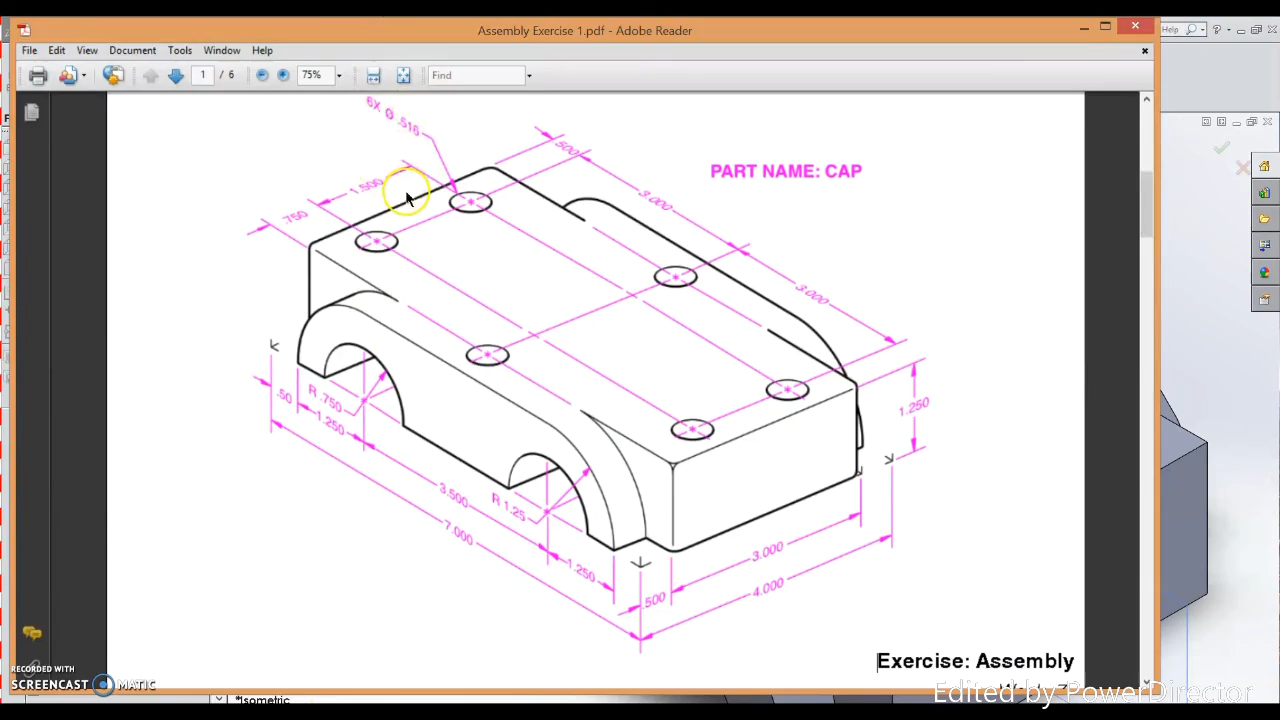 Assembly Exercise 1.pdf - Adobe Reader
File Edit View Document Tools Window Help
Help
1 / 6 75% Find
6X Ø .516
.500
PART NAME: CAP
1.500
3.000
.750
3.000
1.250
R .750
.50
1.250
3.500
R 1.25
7.000
3.000
1.250
4.000
.500
Exercise: Assembly
RECORDED WITH
SCREENCAST MATIC
Edited by PowerDirector
*Isometric